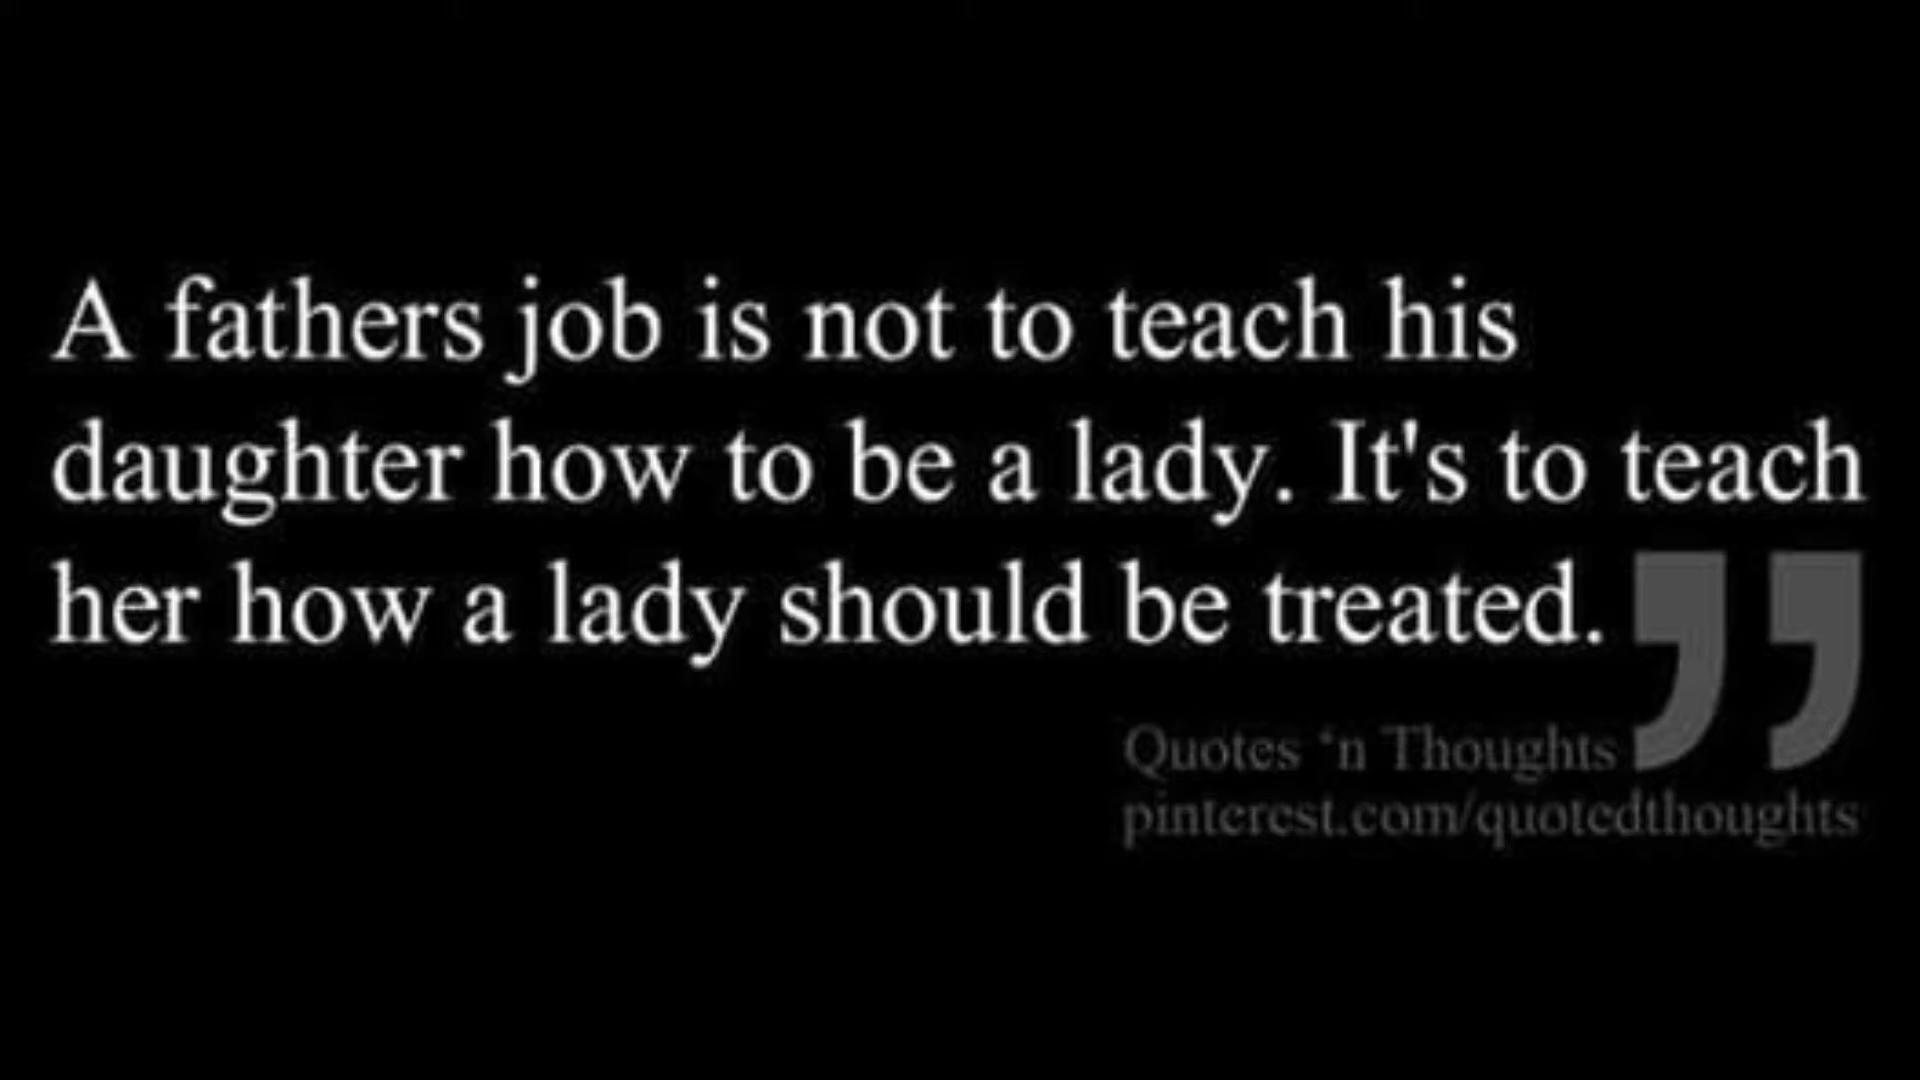 A fathers job is not to teach his
daughter how to be a lady. It's to teach
her how a lady should be treated.
”
Quotes ‘n Thoughts
pinterest.com/quotedthoughts